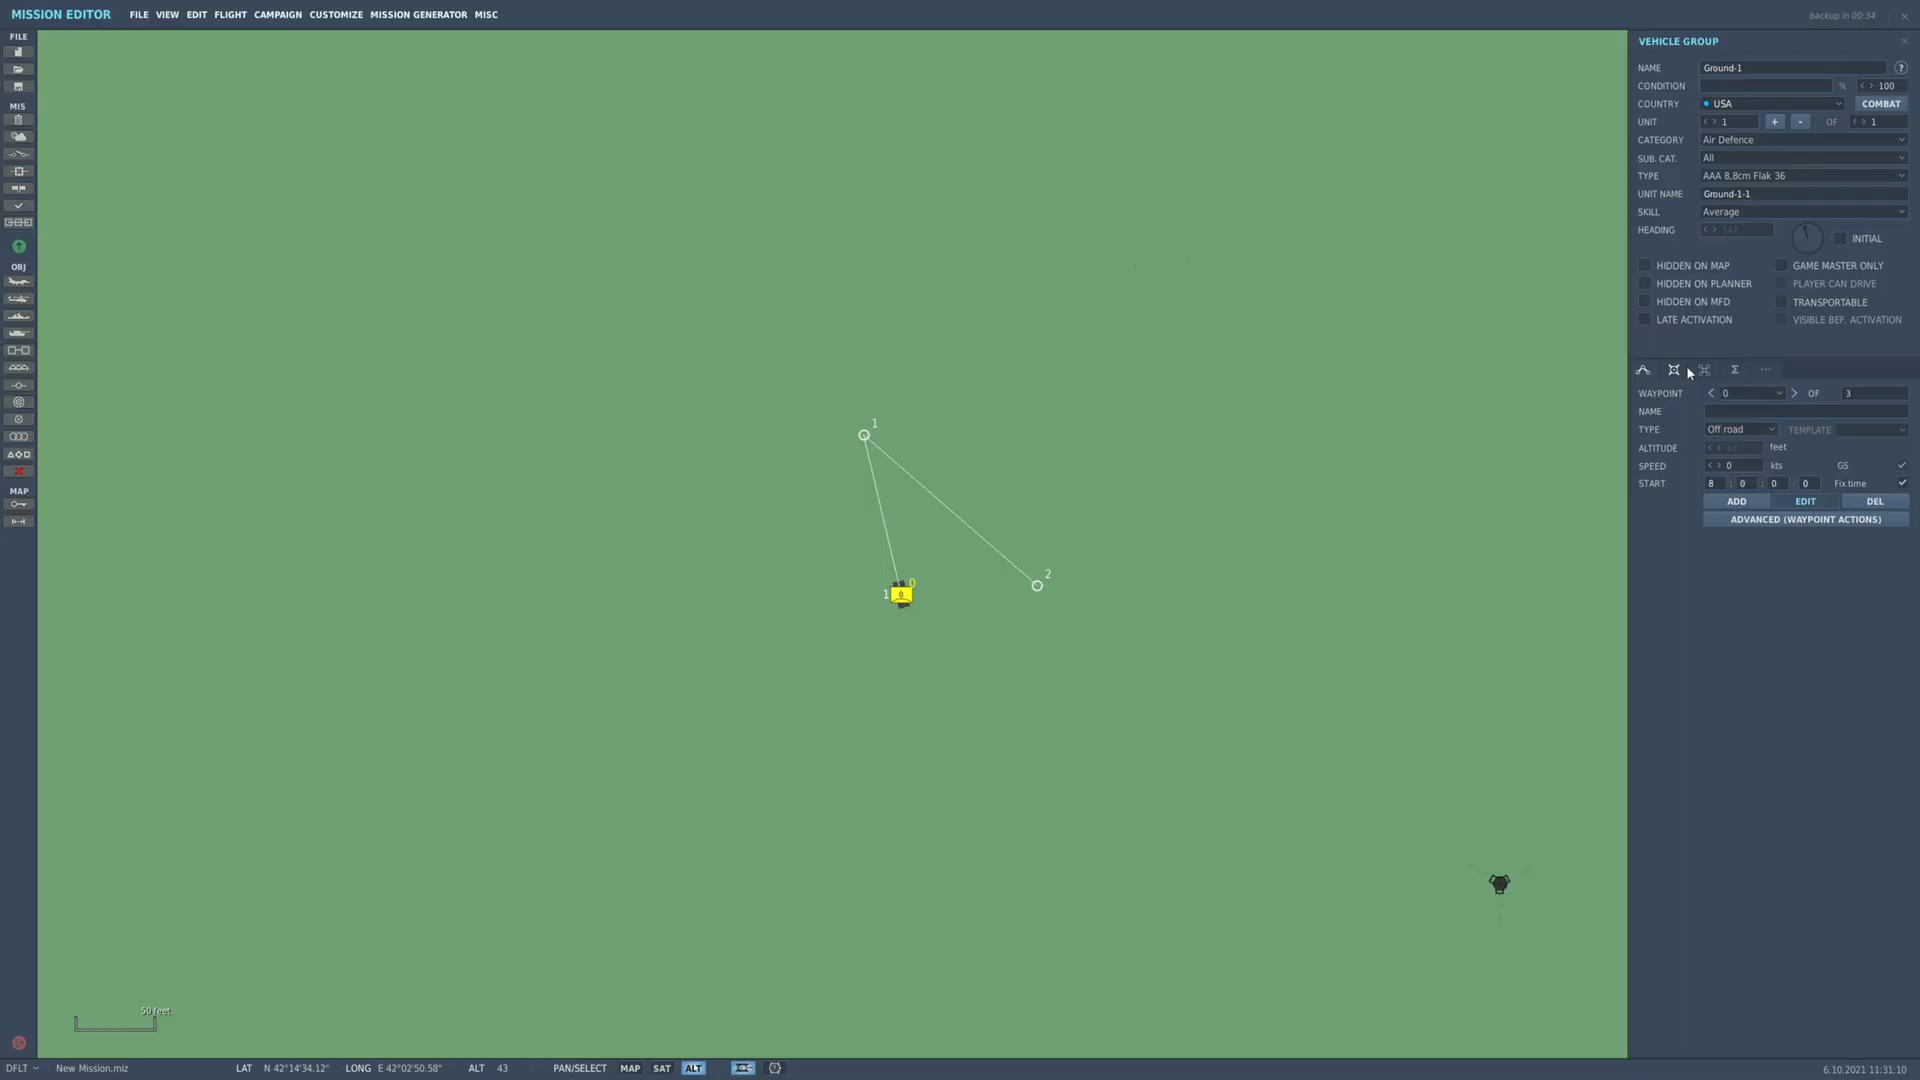 MISSION EDITOR FILE VIEW EDIT FLIGHT CAMPAIGN CUSTOMIZE MISSION GENERATOR MISC backup in 00:34
FILE
MIS
OBJ
MAP
1
2
1 0
50 feet
VEHICLE GROUP
NAME Ground-1 ?
CONDITION % < > 100
COUNTRY USA COMBAT
UNIT < > 1 + - OF < > 1
CATEGORY Air Defence
SUB. CAT. All
TYPE AAA 8,8cm Flak 36
UNIT NAME Ground-1-1
SKILL Average
HEADING < > 347 INITIAL
HIDDEN ON MAP GAME MASTER ONLY
HIDDEN ON PLANNER PLAYER CAN DRIVE
HIDDEN ON MFD TRANSPORTABLE
LATE ACTIVATION VISIBLE BEF. ACTIVATION
WAYPOINT < 0 > OF 3
NAME
TYPE Off road TEMPLATE
ALTITUDE < > feet
SPEED < > 0 kts GS
START 8 : 0 : 0 / 0 Fix time
ADD EDIT DEL
ADVANCED (WAYPOINT ACTIONS)
DFLT New Mission.miz LAT N 42°14'34.12" LONG E 42°02'50.58" ALT 43 PAN/SELECT MAP SAT ALT 6.10.2021 11:31:10